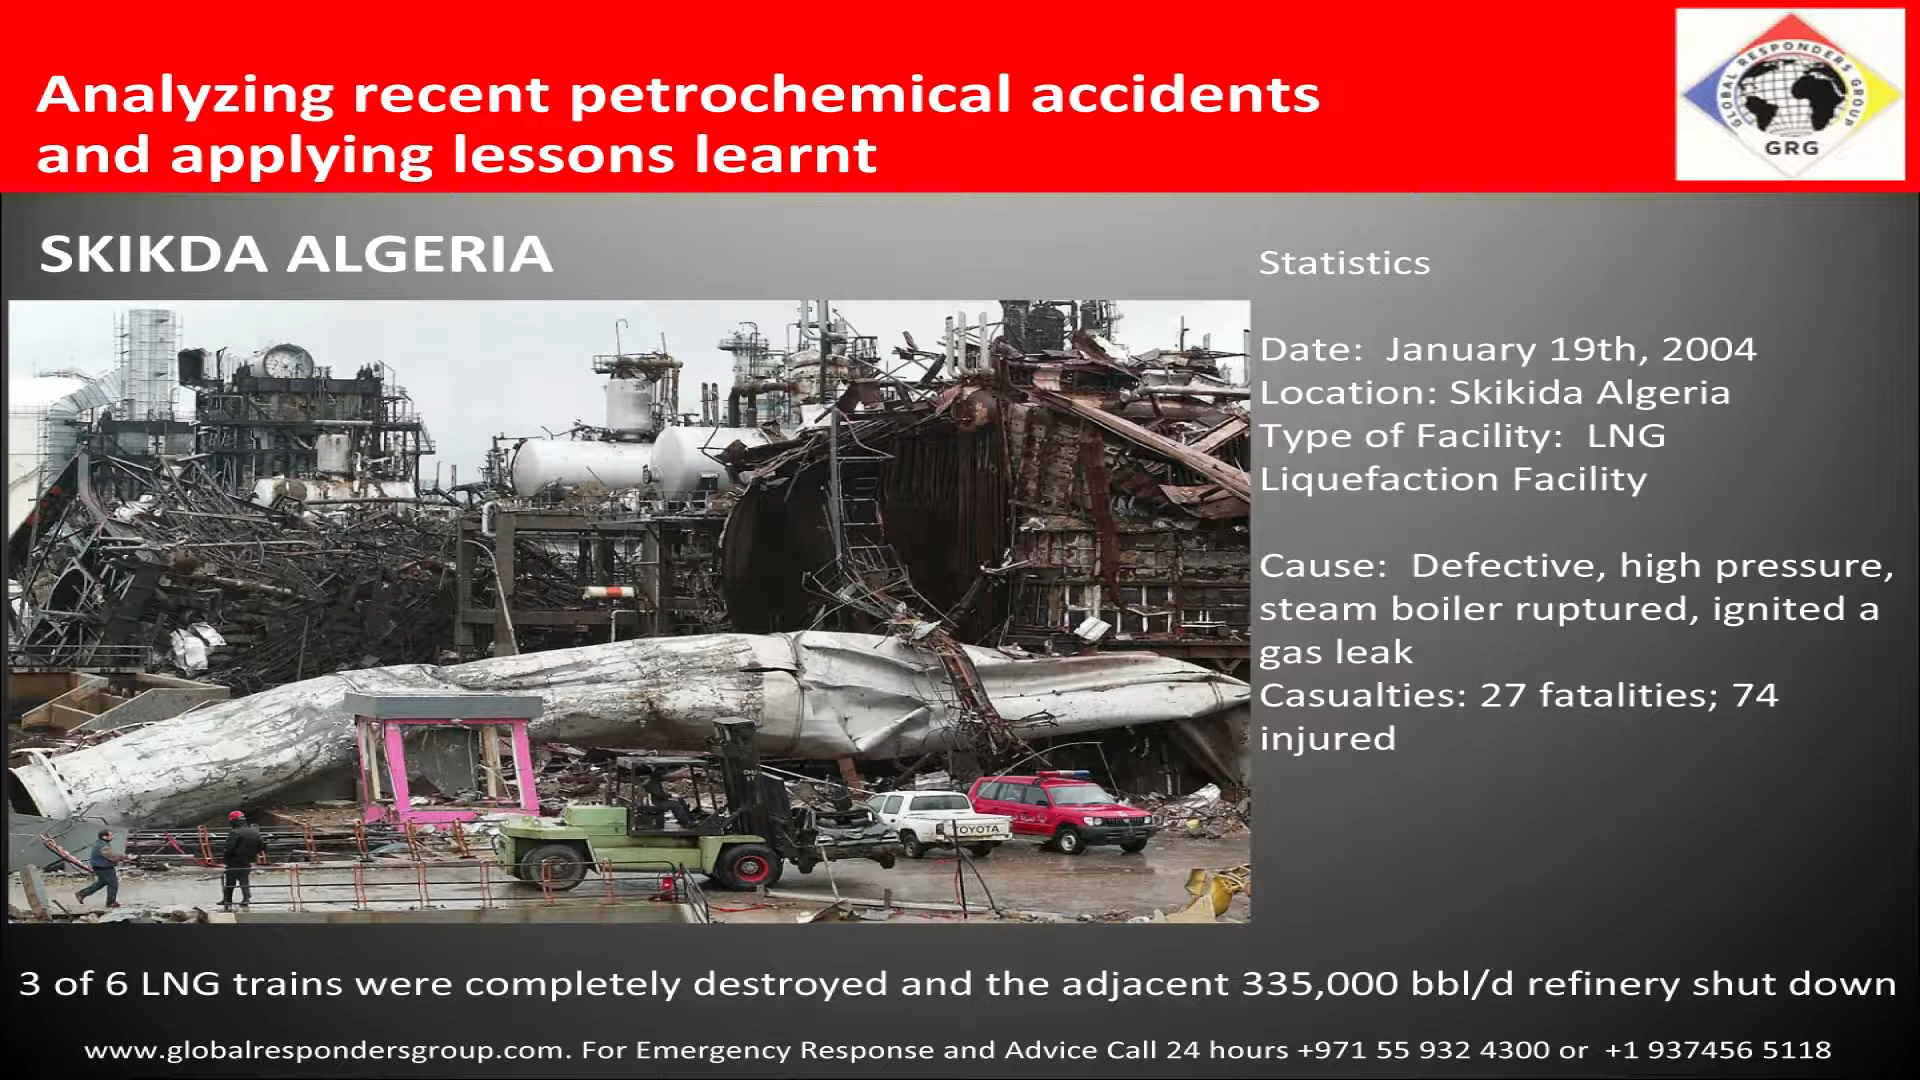 Analyzing recent petrochemical accidents
and applying lessons learnt
GLOBAL RESPONDERS GROUP
GRG
SKIKDA ALGERIA
Statistics
Date: January 19th, 2004
Location: Skikida Algeria
Type of Facility: LNG
Liquefaction Facility
Cause: Defective, high pressure,
steam boiler ruptured, ignited a
gas leak
Casualties: 27 fatalities; 74
injured
TOYOTA
3 of 6 LNG trains were completely destroyed and the adjacent 335,000 bbl/d refinery shut down
www.globalrespondersgroup.com. For Emergency Response and Advice Call 24 hours +971 55 932 4300 or +1 937456 5118